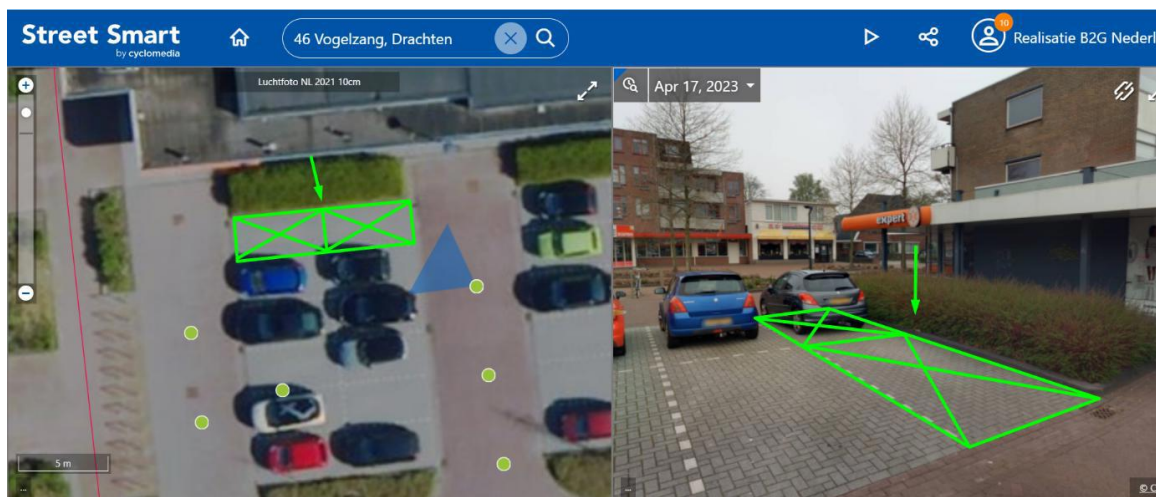 Street Smart
by cyclomedia
46 Vogelzang, Drachten
10
Realisatie B2G Nederl
Luchtfoto NL 2021 10cm
Apr 17, 2023
expert
5 m
...
...
© C